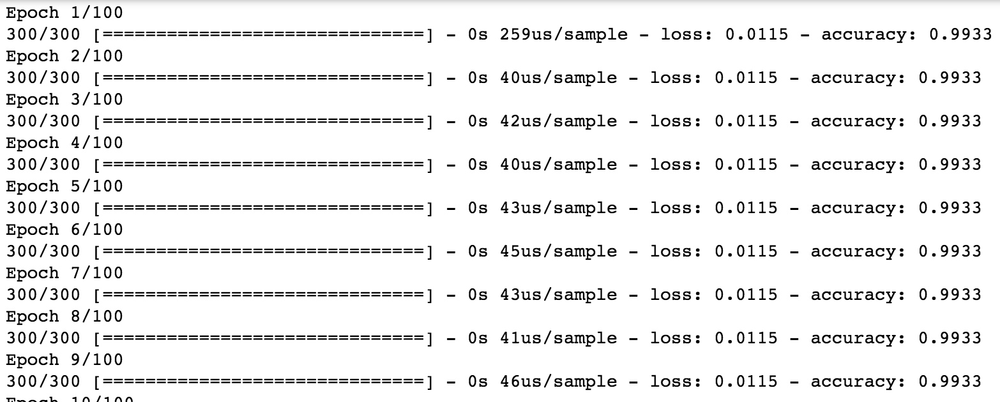 Epoch 1/100
300/300 [==============================] - 0s 259us/sample - loss: 0.0115 - accuracy: 0.9933
Epoch 2/100
300/300 [==============================] - 0s 40us/sample - loss: 0.0115 - accuracy: 0.9933
Epoch 3/100
300/300 [==============================] - 0s 42us/sample - loss: 0.0115 - accuracy: 0.9933
Epoch 4/100
300/300 [==============================] - 0s 40us/sample - loss: 0.0115 - accuracy: 0.9933
Epoch 5/100
300/300 [==============================] - 0s 43us/sample - loss: 0.0115 - accuracy: 0.9933
Epoch 6/100
300/300 [==============================] - 0s 45us/sample - loss: 0.0115 - accuracy: 0.9933
Epoch 7/100
300/300 [==============================] - 0s 43us/sample - loss: 0.0115 - accuracy: 0.9933
Epoch 8/100
300/300 [==============================] - 0s 41us/sample - loss: 0.0115 - accuracy: 0.9933
Epoch 9/100
300/300 [==============================] - 0s 46us/sample - loss: 0.0115 - accuracy: 0.9933
Epoch 10/100